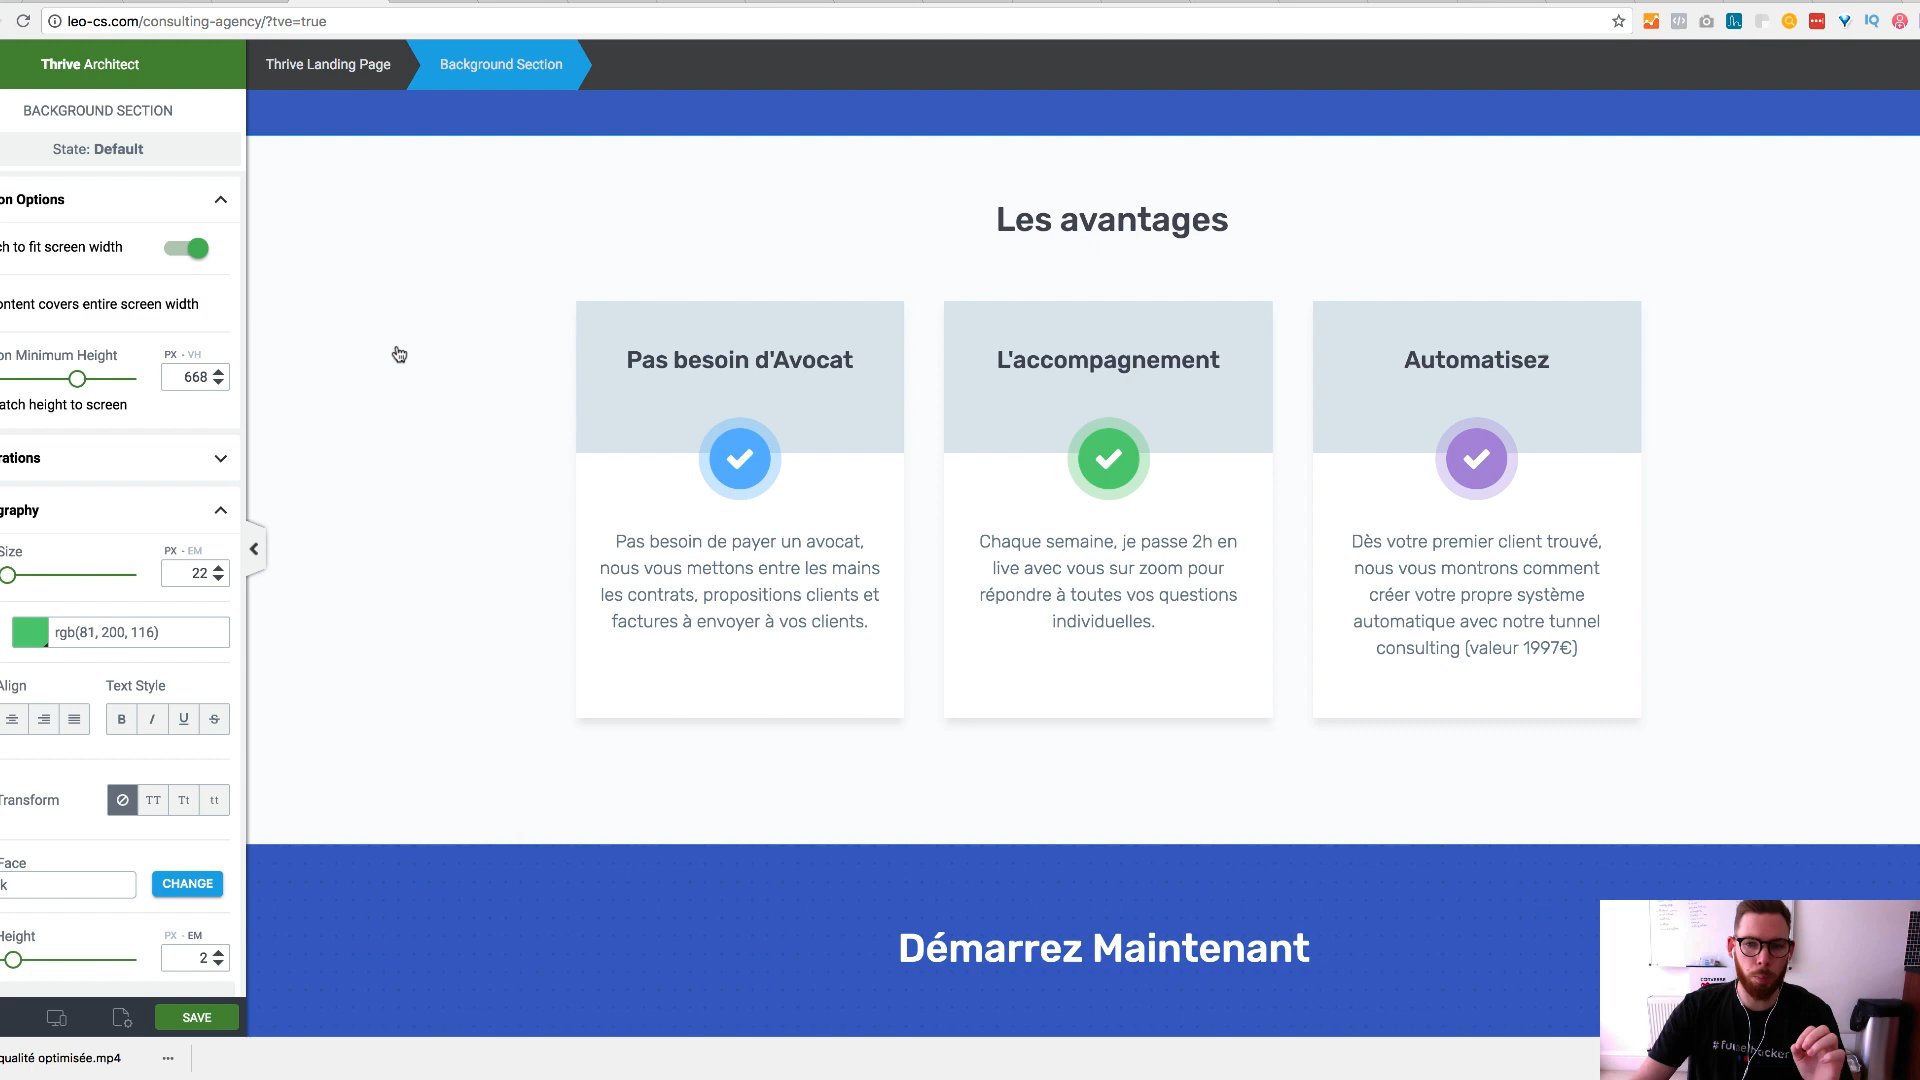 leo-cs.com/consulting-agency/?tve=true
IQ
Thrive Architect
Thrive Landing Page
Background Section
BACKGROUND SECTION
State: Default
on Options
ch to fit screen width
ontent covers entire screen width
on Minimum Height
PX - VH
668
atch height to screen
rations
graphy
Size
PX - EM
22
rgb(81, 200, 116)
Align
Text Style
B I U S
Transform
TT Tt tt
Face
k
CHANGE
Height
PX - EM
2
SAVE
qualité optimisée.mp4
Les avantages
Pas besoin d'Avocat
Pas besoin de payer un avocat,
nous vous mettons entre les mains
les contrats, propositions clients et
factures à envoyer à vos clients.
L'accompagnement
Chaque semaine, je passe 2h en
live avec vous sur zoom pour
répondre à toutes vos questions
individuelles.
Automatisez
Dès votre premier client trouvé,
nous vous montrons comment
créer votre propre système
automatique avec notre tunnel
consulting (valeur 1997€)
Démarrez Maintenant
CONVERSE
#funnelhacker